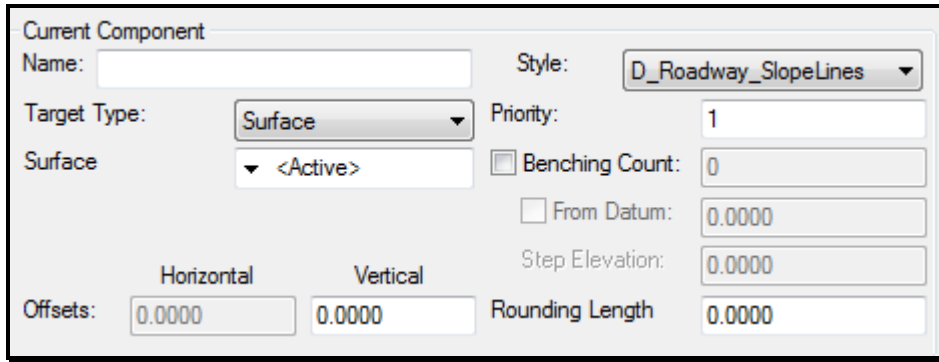 Current Component
Name: Style: D_Roadway_SlopeLines
Target Type: Surface Priority: 1
Surface <Active> Benching Count: 0
From Datum: 0.0000
Horizontal Vertical Step Elevation: 0.0000
Offsets: 0.0000 0.0000 Rounding Length 0.0000